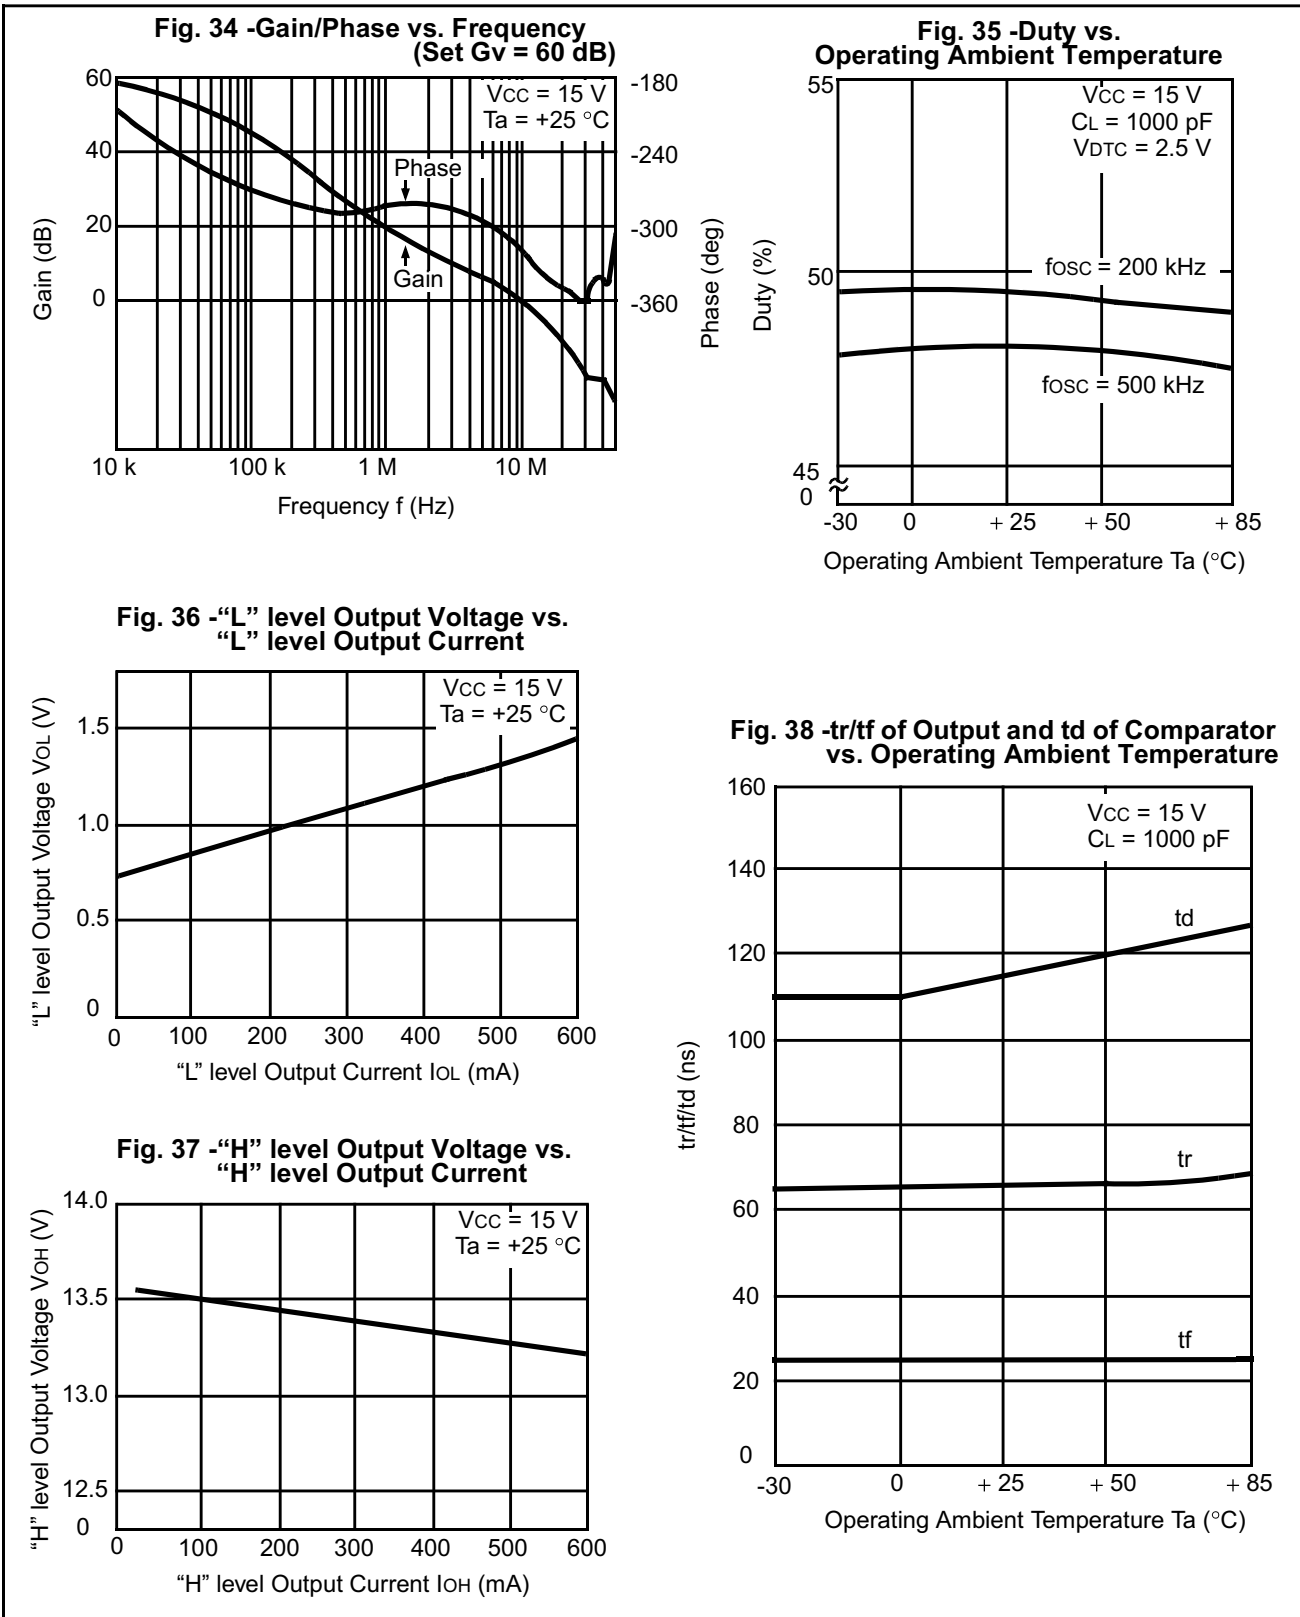 Fig. 34 -Gain/Phase vs. Frequency
(Set Gv = 60 dB)
VCC = 15 V
Ta = +25 °C
Phase
Gain
60
40
20
0
Gain (dB)
-180
-240
-300
-360
Phase (deg)
10 k 100 k 1 M 10 M
Frequency f (Hz)
Fig. 35 -Duty vs.
Operating Ambient Temperature
VCC = 15 V
CL = 1000 pF
VDTC = 2.5 V
fOSC = 200 kHz
fOSC = 500 kHz
55
50
45
0
Duty (%)
-30 0 + 25 + 50 + 85
Operating Ambient Temperature Ta (°C)
Fig. 36 -“L” level Output Voltage vs.
“L” level Output Current
VCC = 15 V
Ta = +25 °C
1.5
1.0
0.5
0
“L” level Output Voltage VOL (V)
0 100 200 300 400 500 600
“L” level Output Current IOL (mA)
Fig. 37 -“H” level Output Voltage vs.
“H” level Output Current
VCC = 15 V
Ta = +25 °C
14.0
13.5
13.0
12.5
0
“H” level Output Voltage VOH (V)
0 100 200 300 400 500 600
“H” level Output Current IOH (mA)
Fig. 38 -tr/tf of Output and td of Comparator
vs. Operating Ambient Temperature
VCC = 15 V
CL = 1000 pF
td
tr
tf
160
140
120
100
80
60
40
20
0
tr/tf/td (ns)
-30 0 + 25 + 50 + 85
Operating Ambient Temperature Ta (°C)